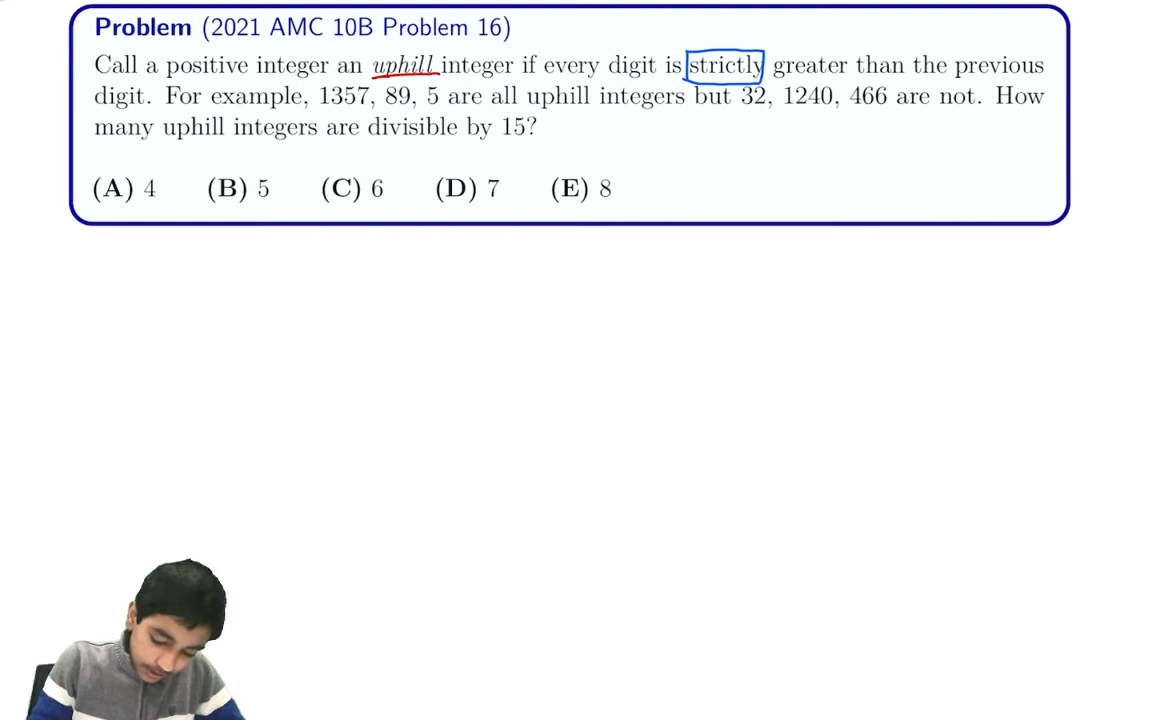 Problem (2021 AMC 10B Problem 16)
Call a positive integer an uphill integer if every digit is strictly greater than the previous
digit. For example, 1357, 89, 5 are all uphill integers but 32, 1240, 466 are not. How
many uphill integers are divisible by 15?
(A) 4 (B) 5 (C) 6 (D) 7 (E) 8